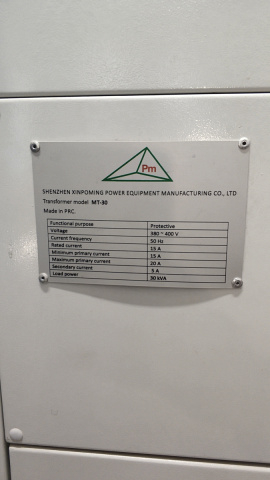 Pm
SHENZHEN XINPOMING POWER EQUIPMENT MANUFACTURING CO., LTD
Transformer model MT-30
Made in PRC.
Functional purpose Protective
Voltage 380 ~ 400 V
Current frequency 50 Hz
Rated current 15 A
Minimum primary current 15 A
Maximum primary current 20 A
Secondary current 5 A
Load power 30 kVA